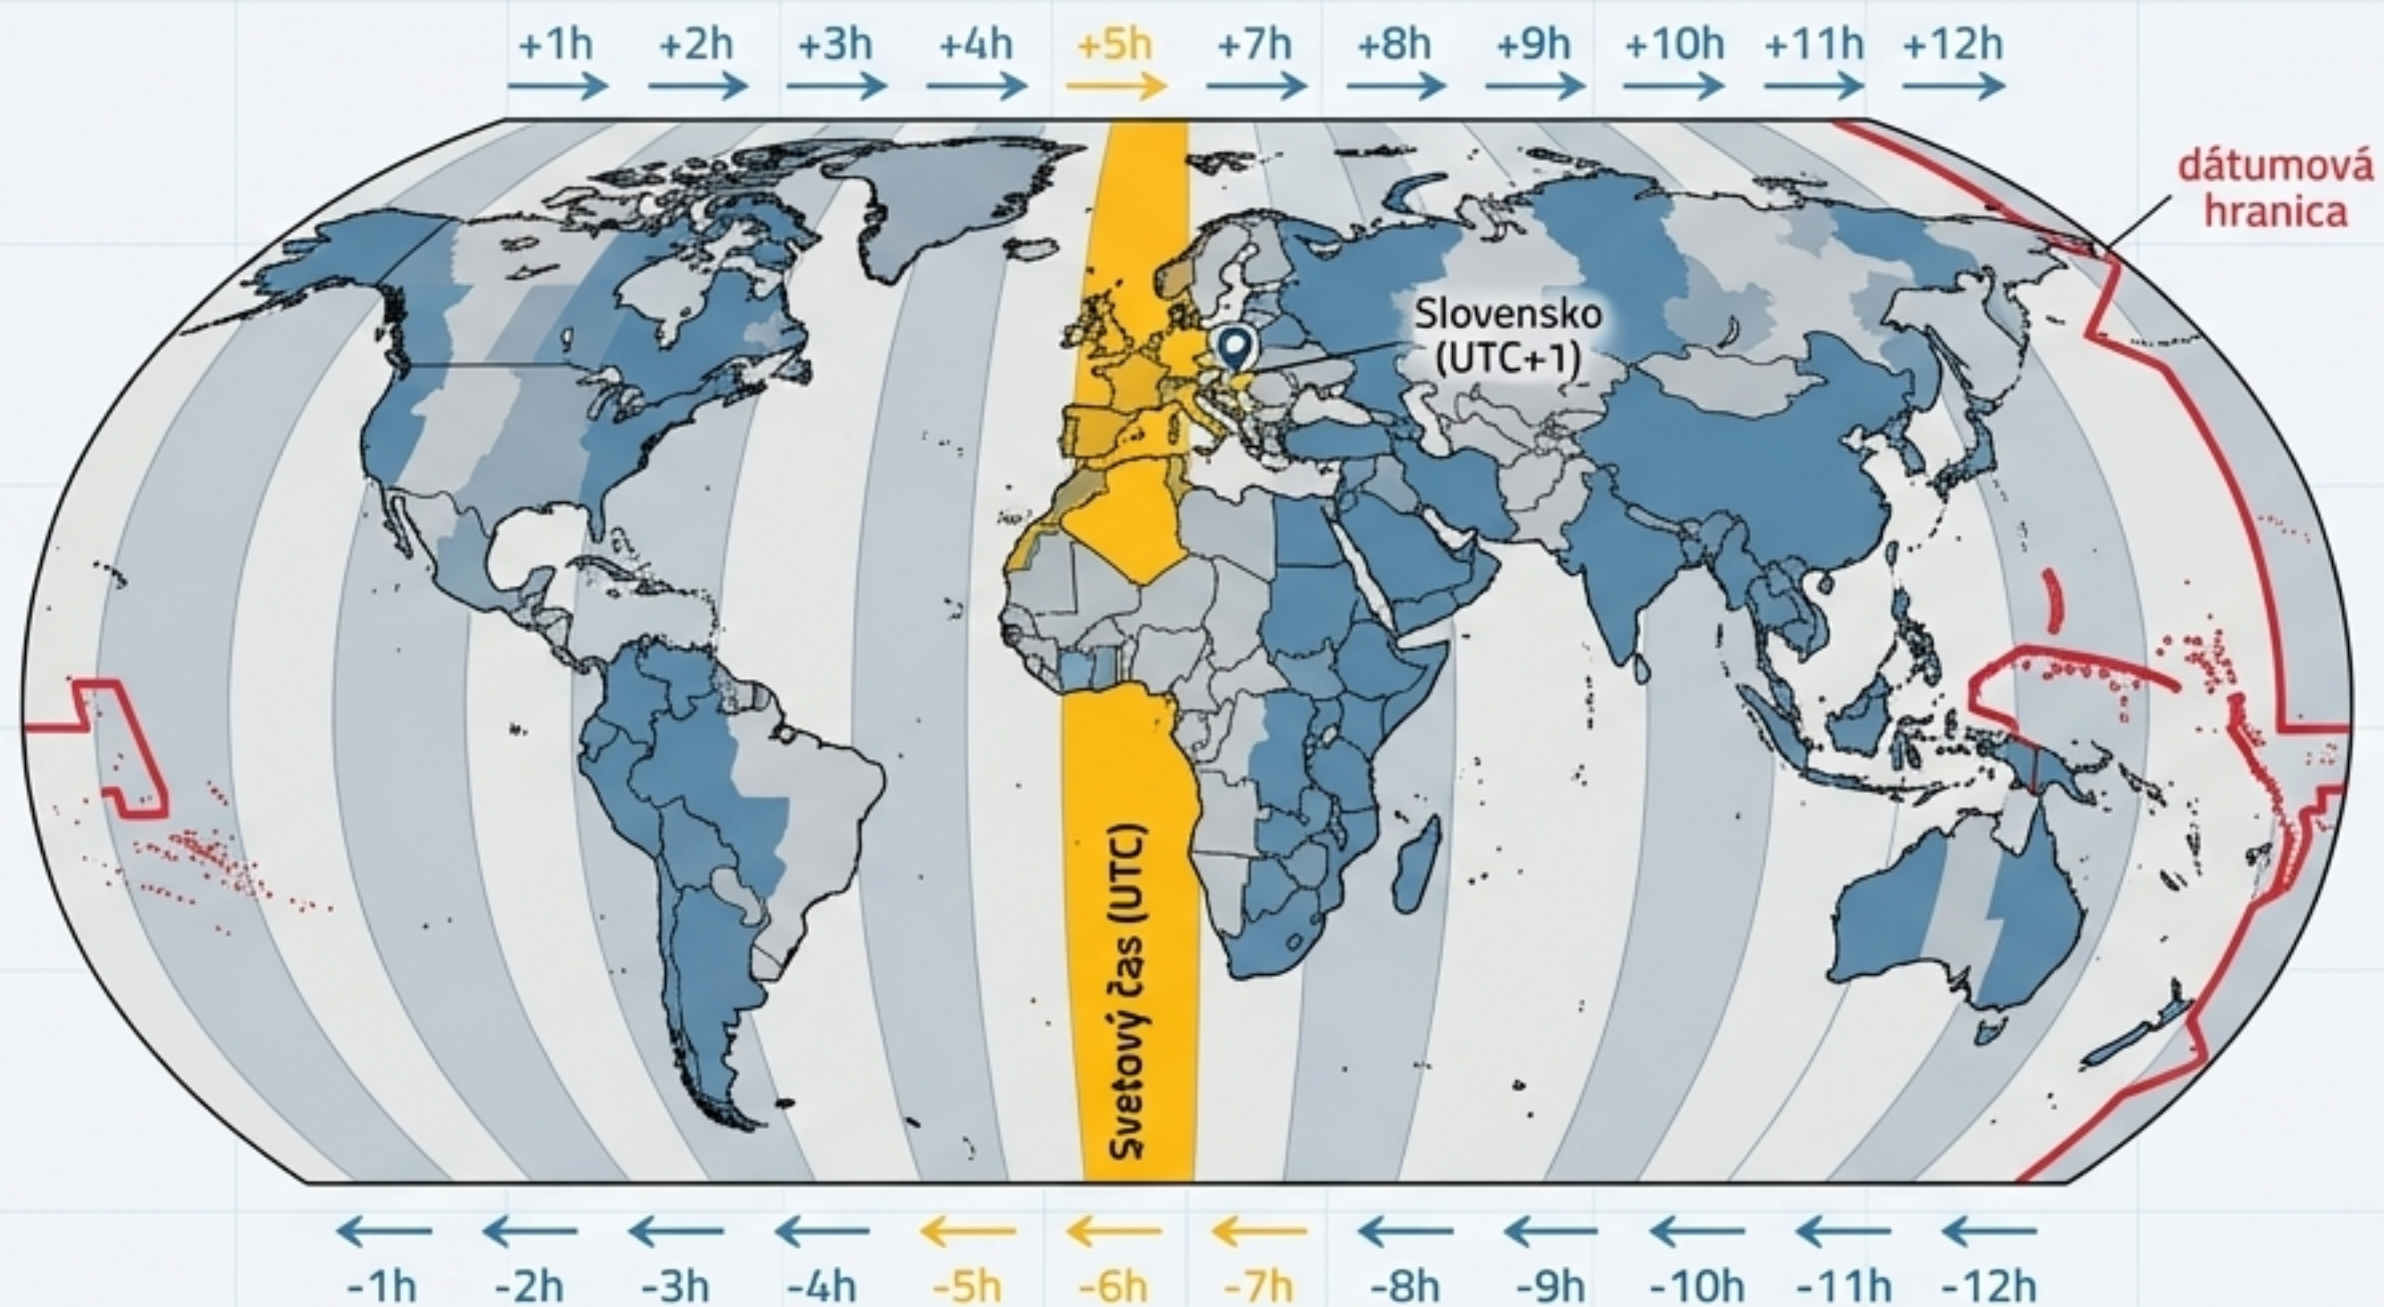 +1h +2h +3h +4h +5h +7h +8h +9h +10h +11h +12h
dátumová
hranica
Slovensko
(UTC+1)
Svetový čas (UTC)
-1h -2h -3h -4h -5h -6h -7h -8h -9h -10h -11h -12h